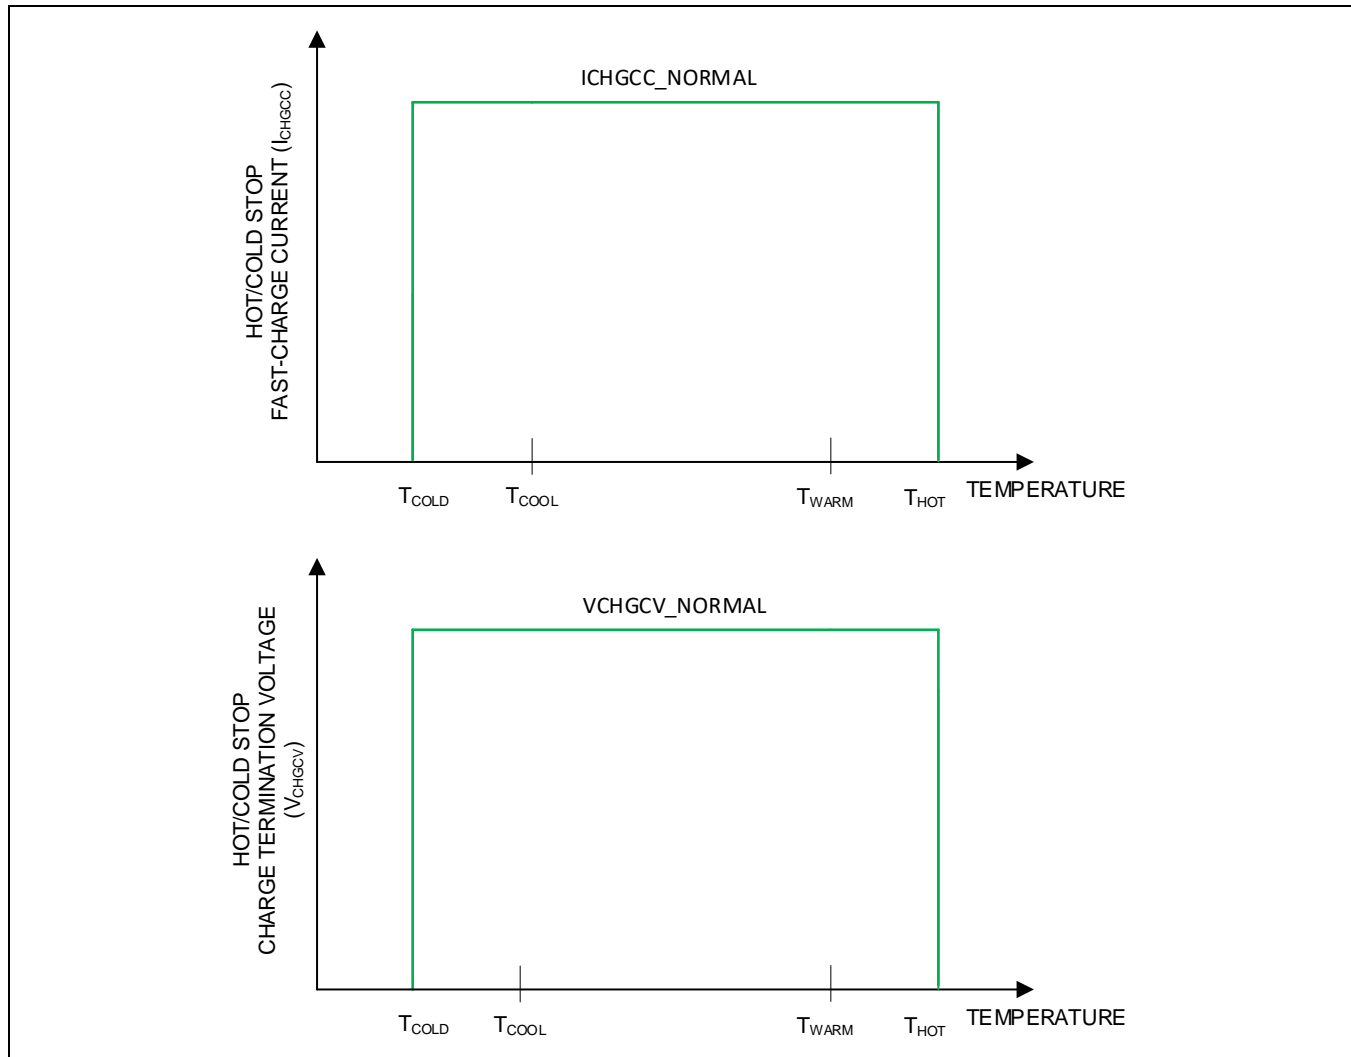 ICHGCC_NORMAL
HOT/COLD STOP
FAST-CHARGE CURRENT (ICHGCC)
TCOLD
TCOOL
TWARM
THOT
TEMPERATURE
VCHGCV_NORMAL
HOT/COLD STOP
CHARGE TERMINATION VOLTAGE
(VCHGCV)
TCOLD
TCOOL
TWARM
THOT
TEMPERATURE